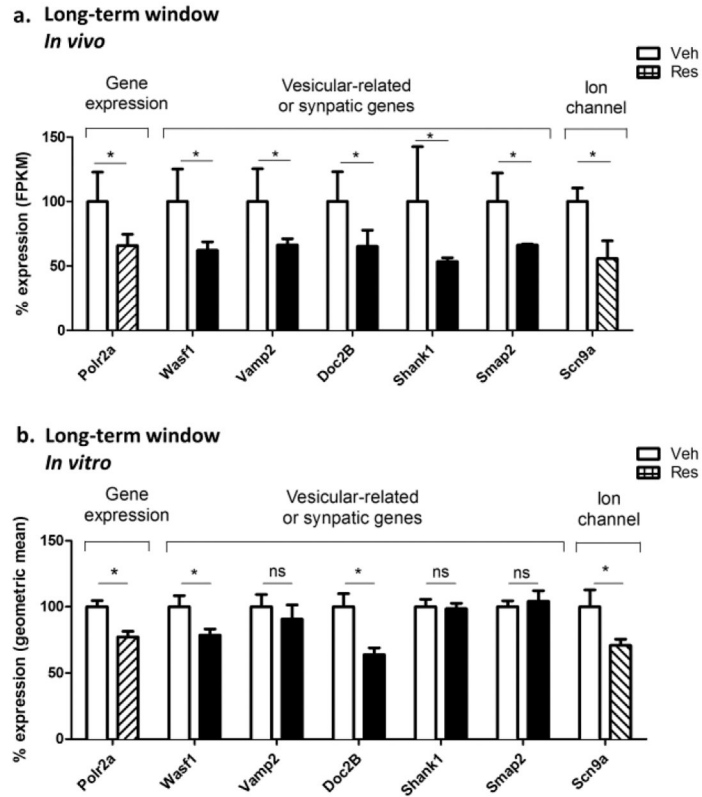 a. Long-term window
In vivo
Veh
Res
Gene
expression
Vesicular-related
or synpatic genes
Ion
channel
% expression (FPKM)
150
100
50
0
* * * * * * *
Polr2a Wasf1 Vamp2 Doc2B Shank1 Smap2 Scn9a
b. Long-term window
In vitro
Veh
Res
Gene
expression
Vesicular-related
or synpatic genes
Ion
channel
% expression (geometric mean)
150
100
50
0
* * ns * ns ns *
Polr2a Wasf1 Vamp2 Doc2B Shank1 Smap2 Scn9a